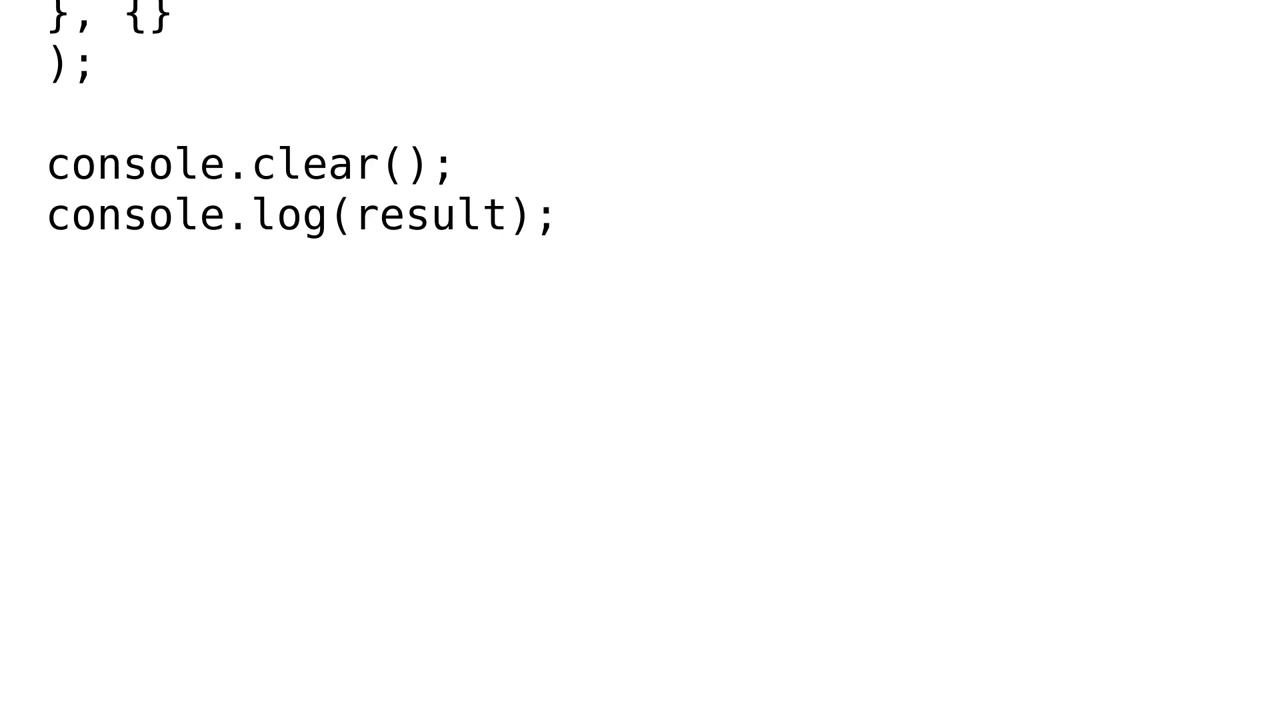 }, {}
);

console.clear();
console.log(result);